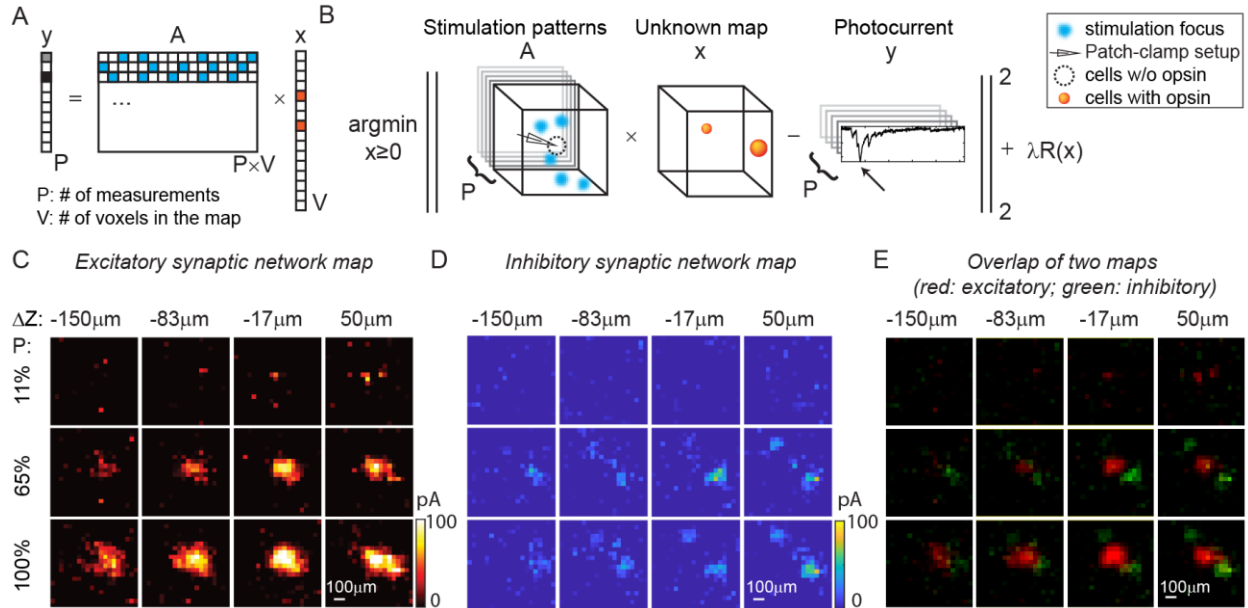 A
y
A
x
=
×
...
P
P×V
V
P: # of measurements
V: # of voxels in the map
B
Stimulation patterns
A
Unknown map
x
Photocurrent
y
argmin
x≥0
P
×
−
P
2
2
+ λR(x)
stimulation focus
Patch-clamp setup
cells w/o opsin
cells with opsin
C Excitatory synaptic network map
ΔZ: -150μm -83μm -17μm 50μm
P:
11%
65%
100%
pA
100
0
100μm
D Inhibitory synaptic network map
-150μm -83μm -17μm 50μm
pA
100
0
100μm
E Overlap of two maps
(red: excitatory; green: inhibitory)
-150μm -83μm -17μm 50μm
100μm